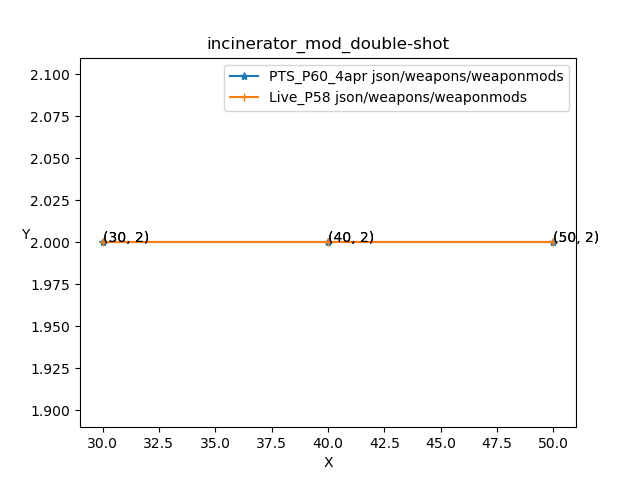 incinerator_mod_double-shot
PTS_P60_4apr json/weapons/weaponmods
Live_P58 json/weapons/weaponmods
2.100
2.075
2.050
2.025
Y
2.000
(30, 2)
(40, 2)
(50, 2)
1.975
1.950
1.925
1.900
30.0 32.5 35.0 37.5 40.0 42.5 45.0 47.5 50.0
X